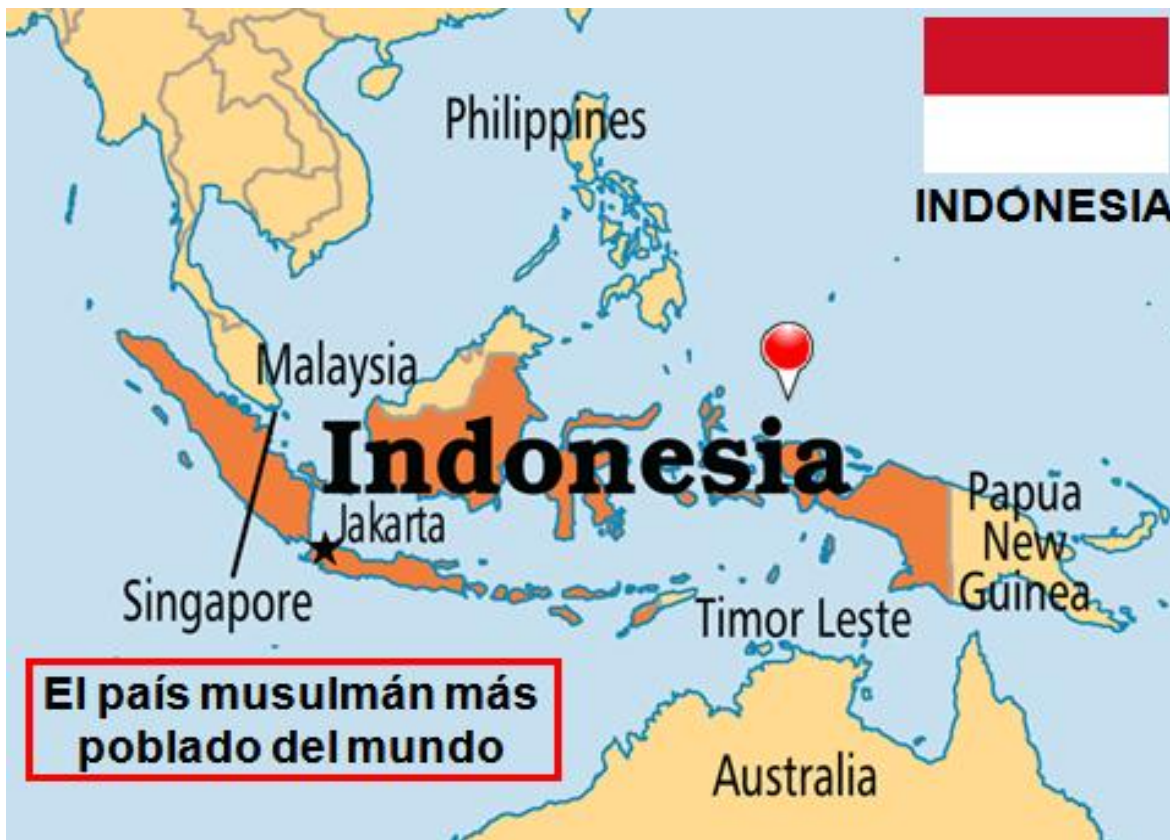 Philippines
INDONESIA
Malaysia
Indonesia
Jakarta
Papua
New
Guinea
Singapore
Timor Leste
El país musulmán más
poblado del mundo
Australia